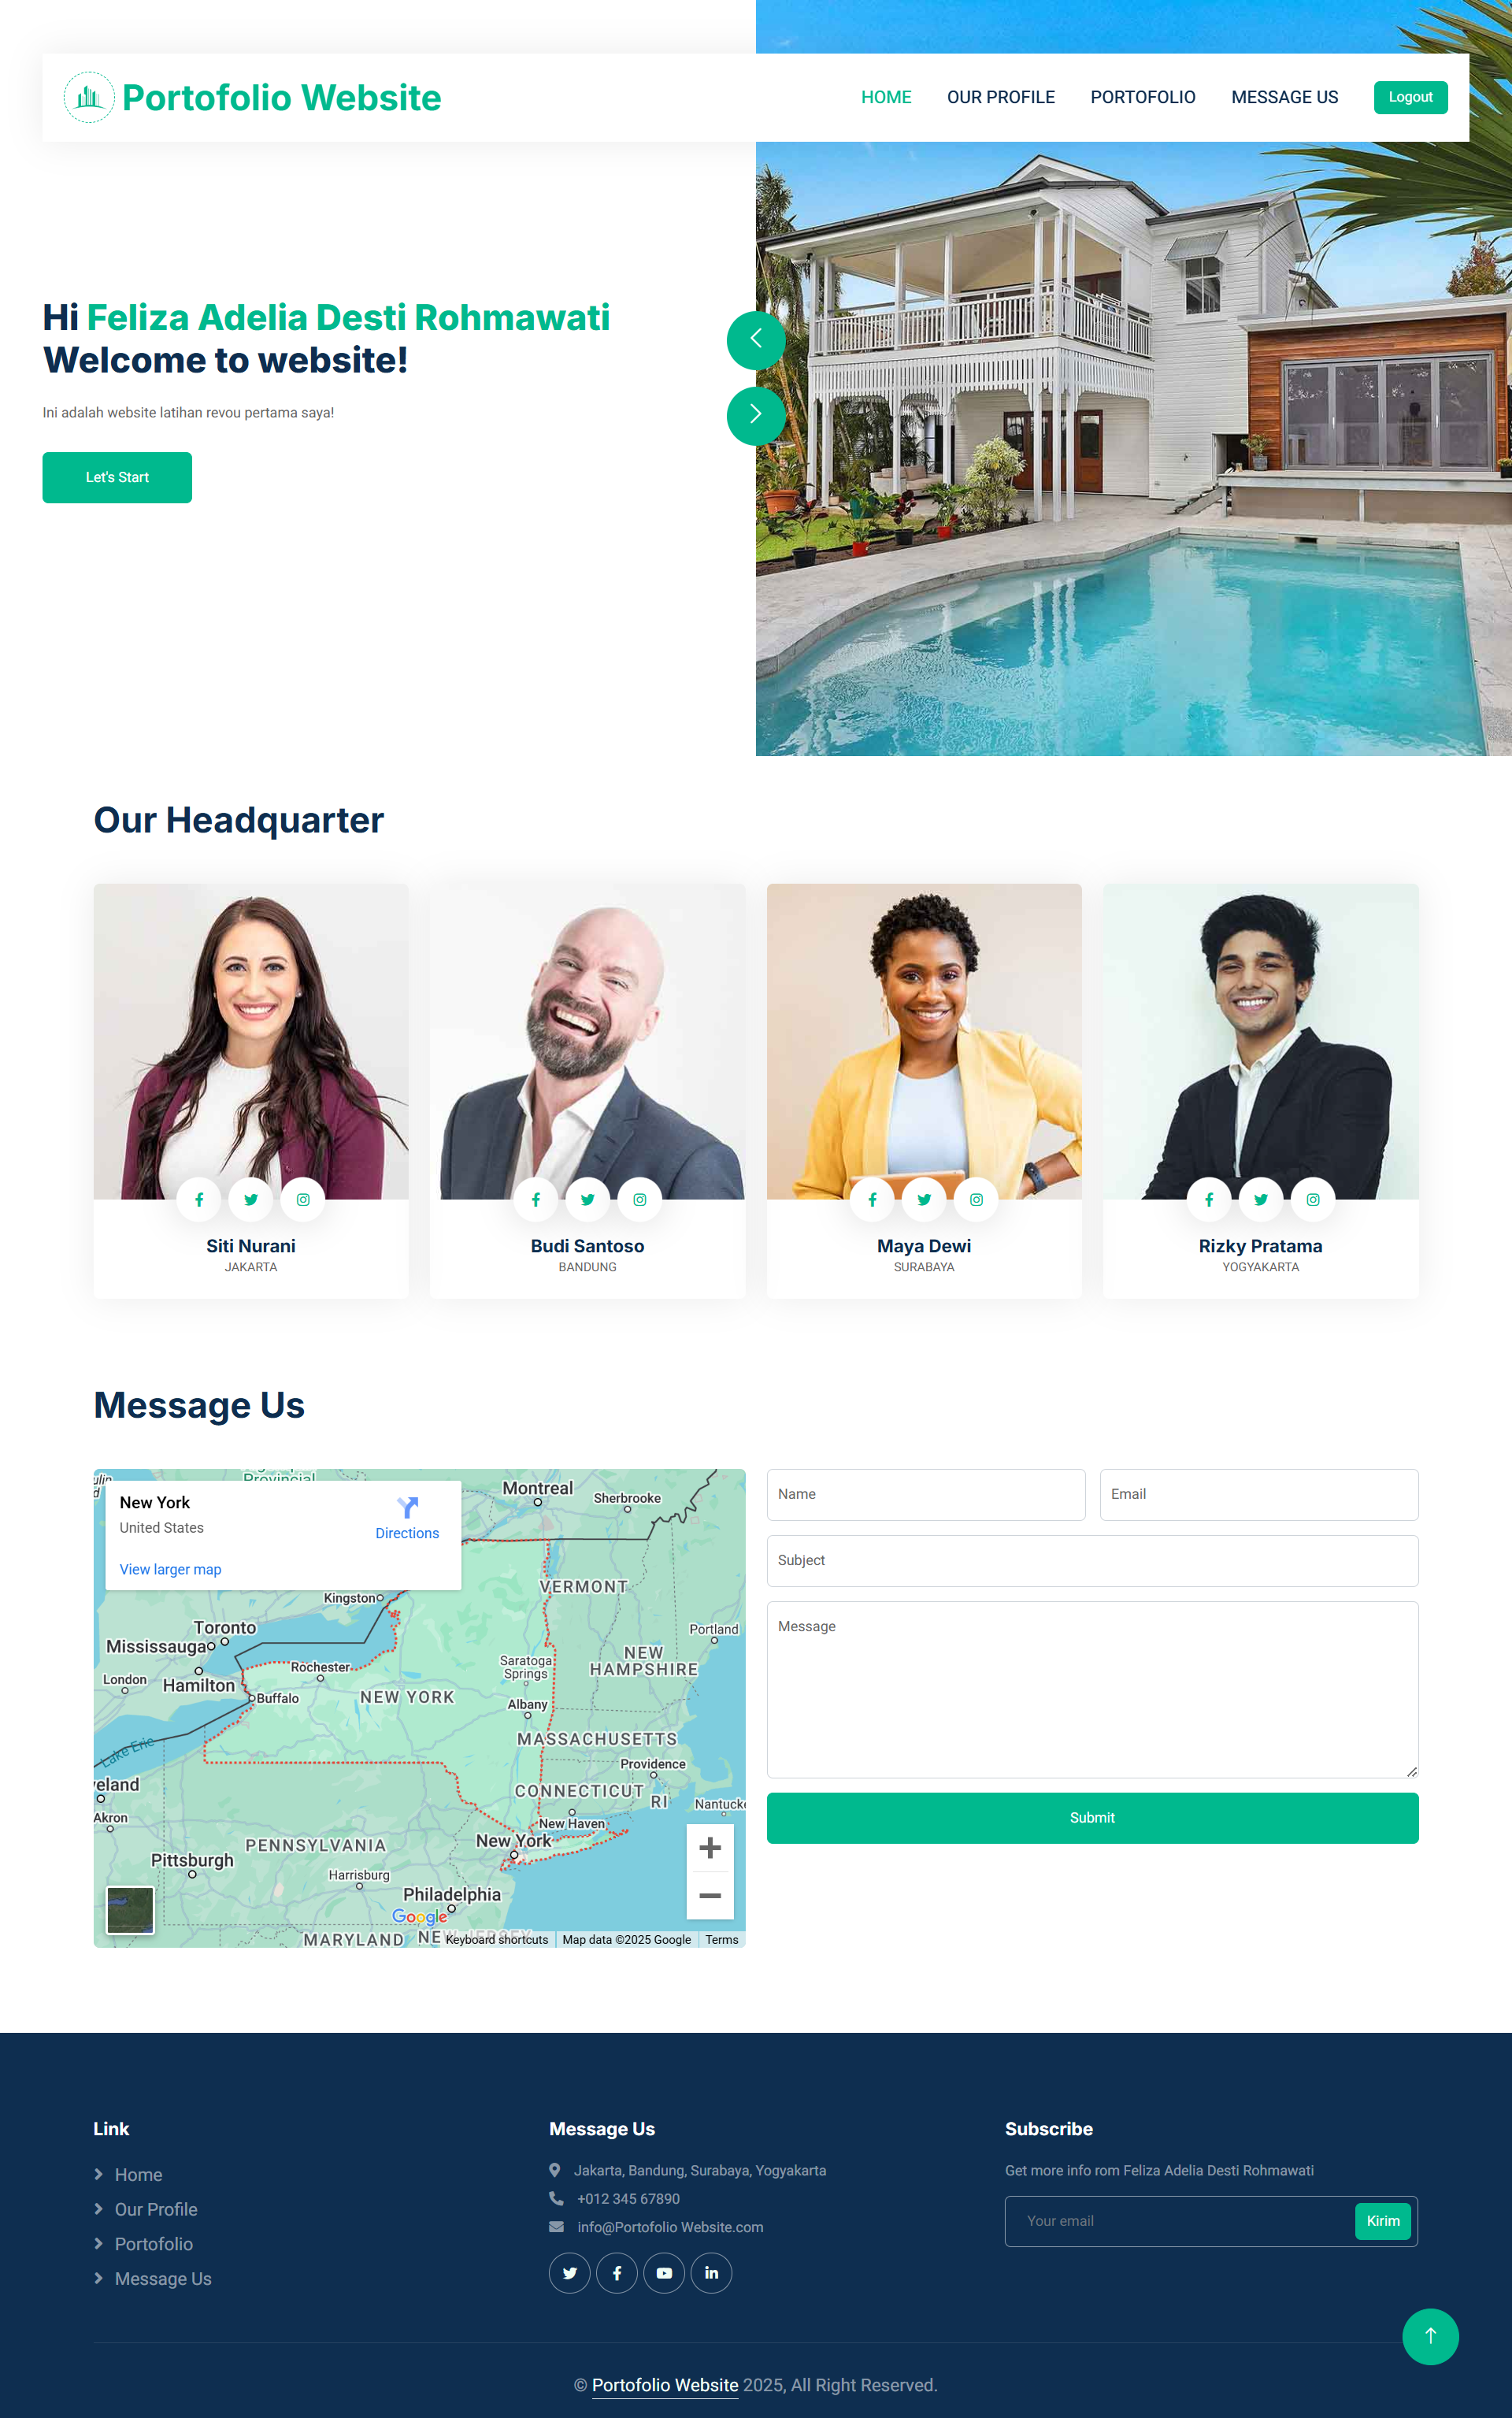 Portofolio Website
HOME
OUR PROFILE
PORTOFOLIO
MESSAGE US
Logout
Hi Feliza Adelia Desti Rohmawati
Welcome to website!
Ini adalah website latihan revou pertama saya!
Let's Start
Our Headquarter
Siti Nurani
JAKARTA
Budi Santoso
BANDUNG
Maya Dewi
SURABAYA
Rizky Pratama
YOGYAKARTA
Message Us
New York
United States
Directions
View larger map
Montreal
Sherbrooke
VERMONT
Kingston
Toronto
Mississauga
Portland
NEW
HAMPSHIRE
Saratoga
Springs
Rochester
London
Hamilton
Buffalo
NEW YORK
Albany
MASSACHUSETTS
Lake Erie
Providence
CONNECTICUT
RI
veland
Nantucke
Akron
New Haven
New York
PENNSYLVANIA
Pittsburgh
Harrisburg
Philadelphia
Google
MARYLAND
NEW JERSEY
Keyboard shortcuts
Map data ©2025 Google
Terms
Name
Email
Subject
Message
Submit
Link
Home
Our Profile
Portofolio
Message Us
Message Us
Jakarta, Bandung, Surabaya, Yogyakarta
+012 345 67890
info@Portofolio Website.com
Subscribe
Get more info rom Feliza Adelia Desti Rohmawati
Your email
Kirim
© Portofolio Website 2025, All Right Reserved.